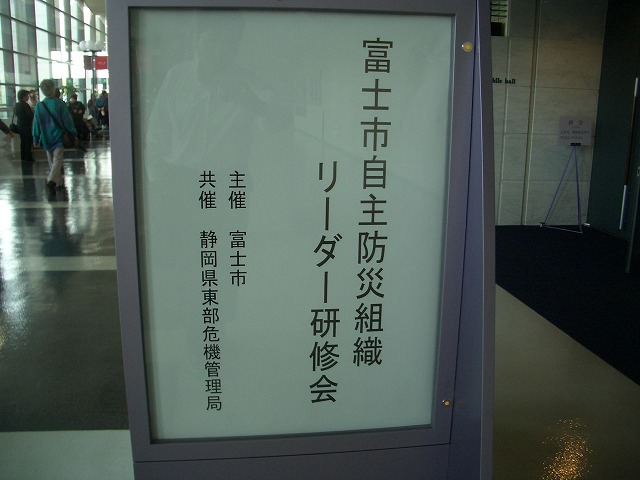 富士市自主防災組織
リーダー研修会
主催　富士市
共催　静岡県東部危機管理局